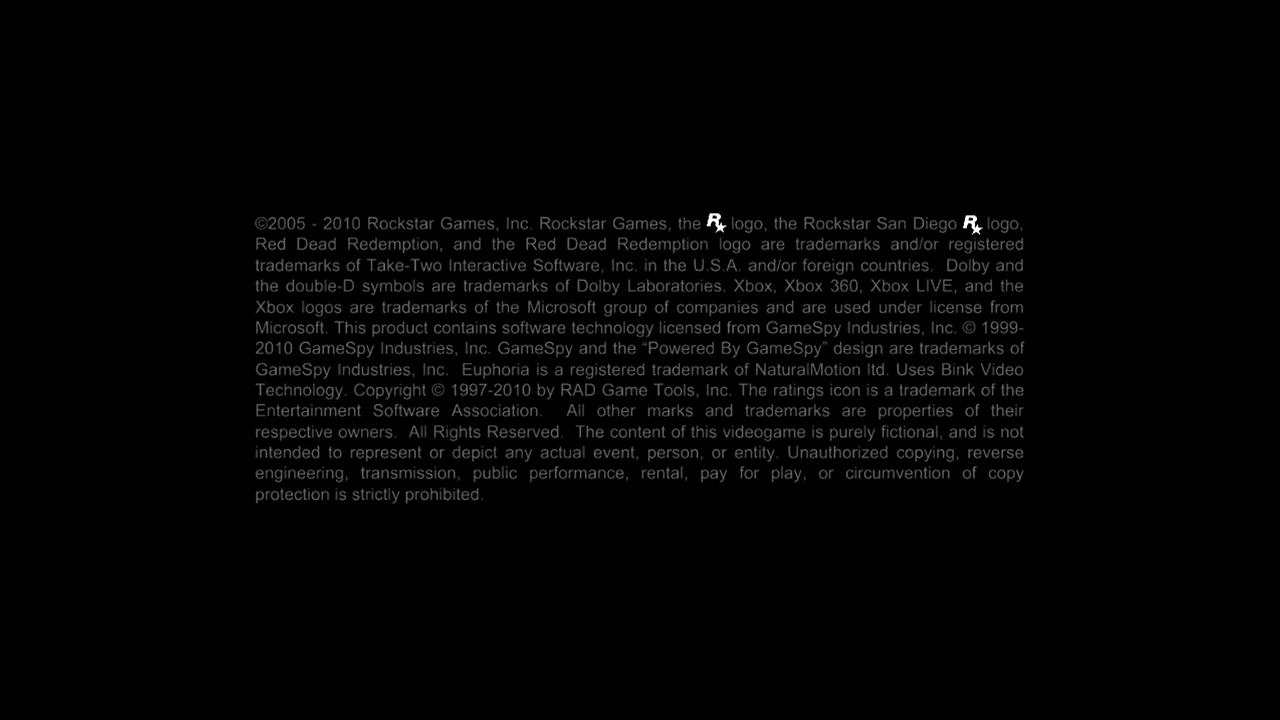 ©2005 - 2010 Rockstar Games, Inc. Rockstar Games, the R★ logo, the Rockstar San Diego R★ logo,
Red Dead Redemption, and the Red Dead Redemption logo are trademarks and/or registered
trademarks of Take-Two Interactive Software, Inc. in the U.S.A. and/or foreign countries. Dolby and
the double-D symbols are trademarks of Dolby Laboratories. Xbox, Xbox 360, Xbox LIVE, and the
Xbox logos are trademarks of the Microsoft group of companies and are used under license from
Microsoft. This product contains software technology licensed from GameSpy Industries, Inc. © 1999-
2010 GameSpy Industries, Inc. GameSpy and the “Powered By GameSpy” design are trademarks of
GameSpy Industries, Inc. Euphoria is a registered trademark of NaturalMotion ltd. Uses Bink Video
Technology. Copyright © 1997-2010 by RAD Game Tools, Inc. The ratings icon is a trademark of the
Entertainment Software Association. All other marks and trademarks are properties of their
respective owners. All Rights Reserved. The content of this videogame is purely fictional, and is not
intended to represent or depict any actual event, person, or entity. Unauthorized copying, reverse
engineering, transmission, public performance, rental, pay for play, or circumvention of copy
protection is strictly prohibited.